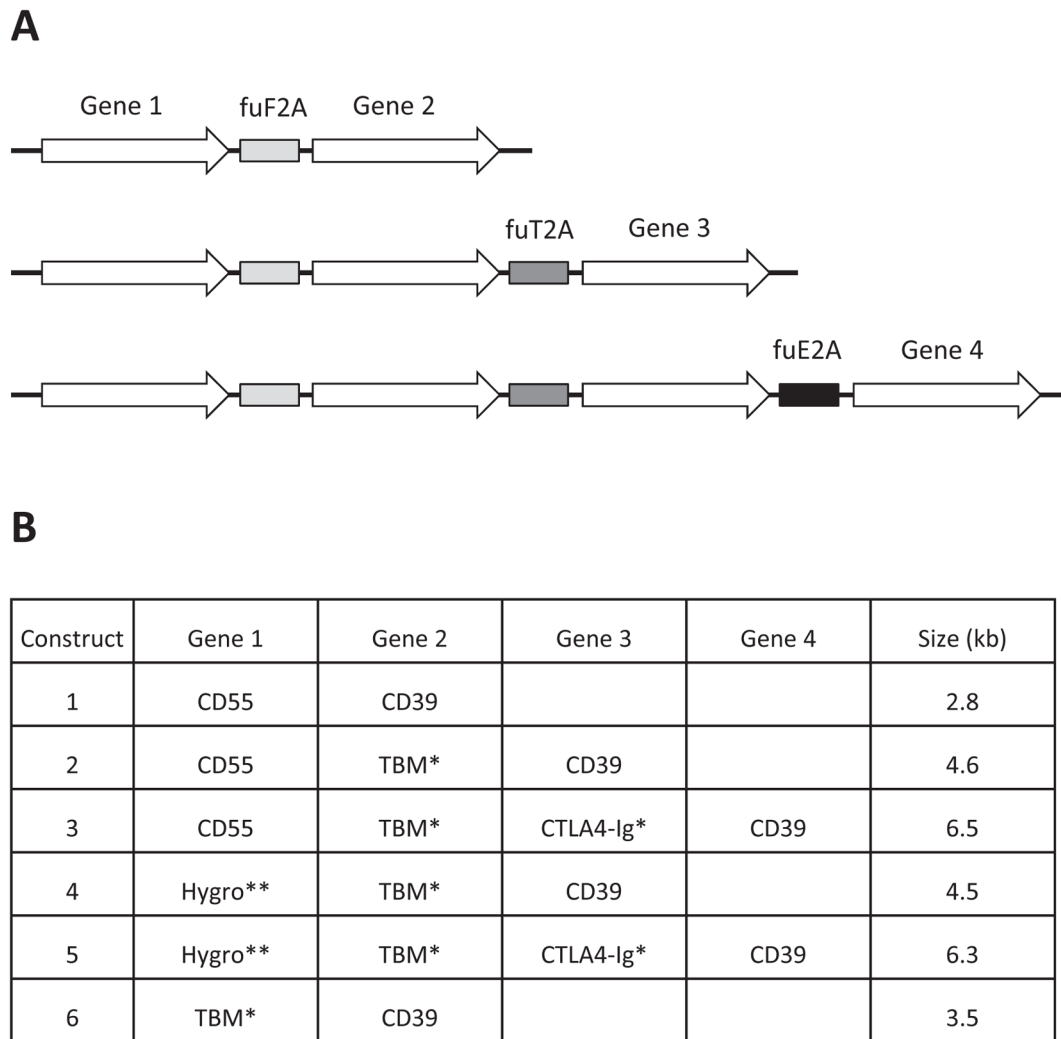 A
Gene 1 fuF2A Gene 2
fuT2A Gene 3
fuE2A Gene 4
B
Construct Gene 1 Gene 2 Gene 3 Gene 4 Size (kb)
1 CD55 CD39 2.8
2 CD55 TBM* CD39 4.6
3 CD55 TBM* CTLA4-Ig* CD39 6.5
4 Hygro** TBM* CD39 4.5
5 Hygro** TBM* CTLA4-Ig* CD39 6.3
6 TBM* CD39 3.5